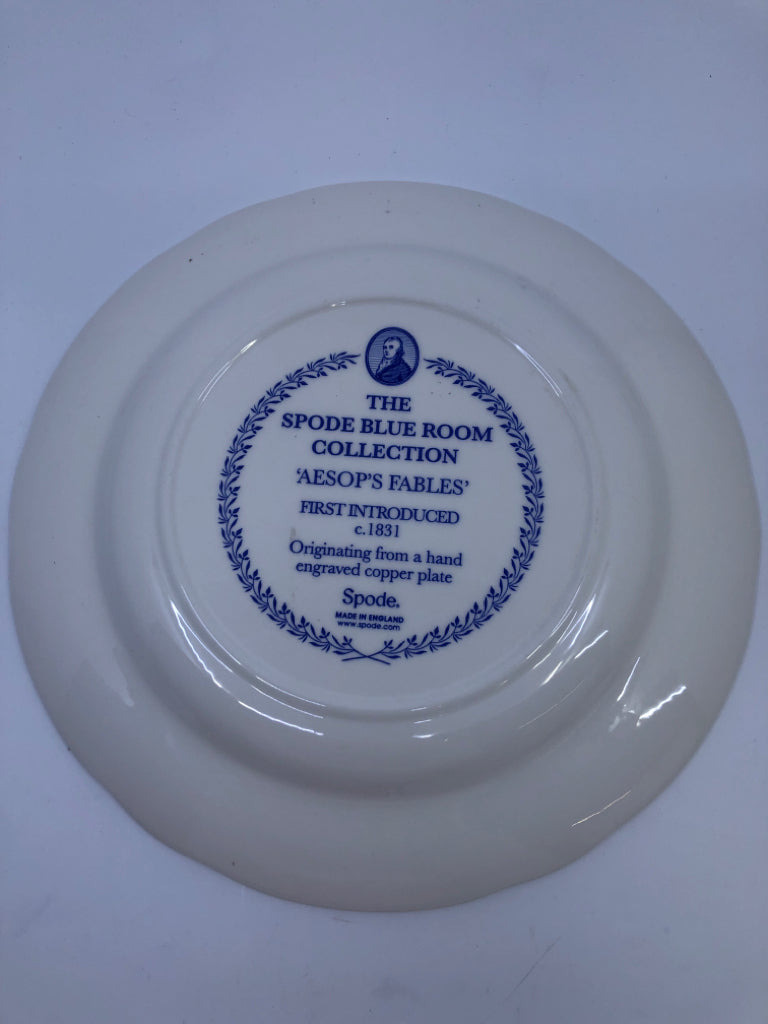 THE
SPODE BLUE ROOM
COLLECTION
‘AESOP’S FABLES’
FIRST INTRODUCED
c.1831
Originating from a hand
engraved copper plate
Spode®
MADE IN ENGLAND
www.spode.com